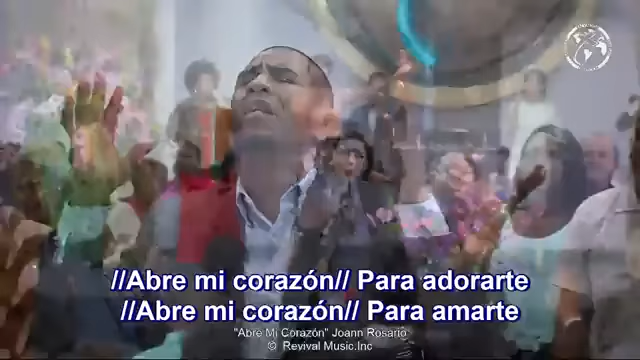 //Abre mi corazón// Para adorarte
//Abre mi corazón// Para amarte
"Abre Mi Corazón" Joann Rosario
© Revival Music.Inc